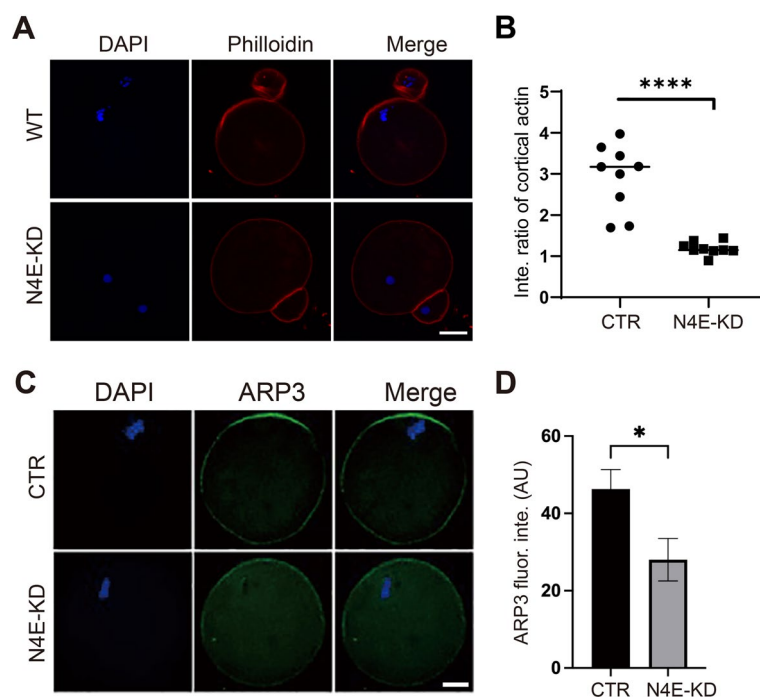 A
DAPI Philloidin Merge
WT
N4E-KD
B
Inte. ratio of cortical actin
5
4
3
2
1
0
****
CTR N4E-KD
C
DAPI ARP3 Merge
CTR
N4E-KD
D
ARP3 fluor. inte. (AU)
60
40
20
0
*
CTR N4E-KD